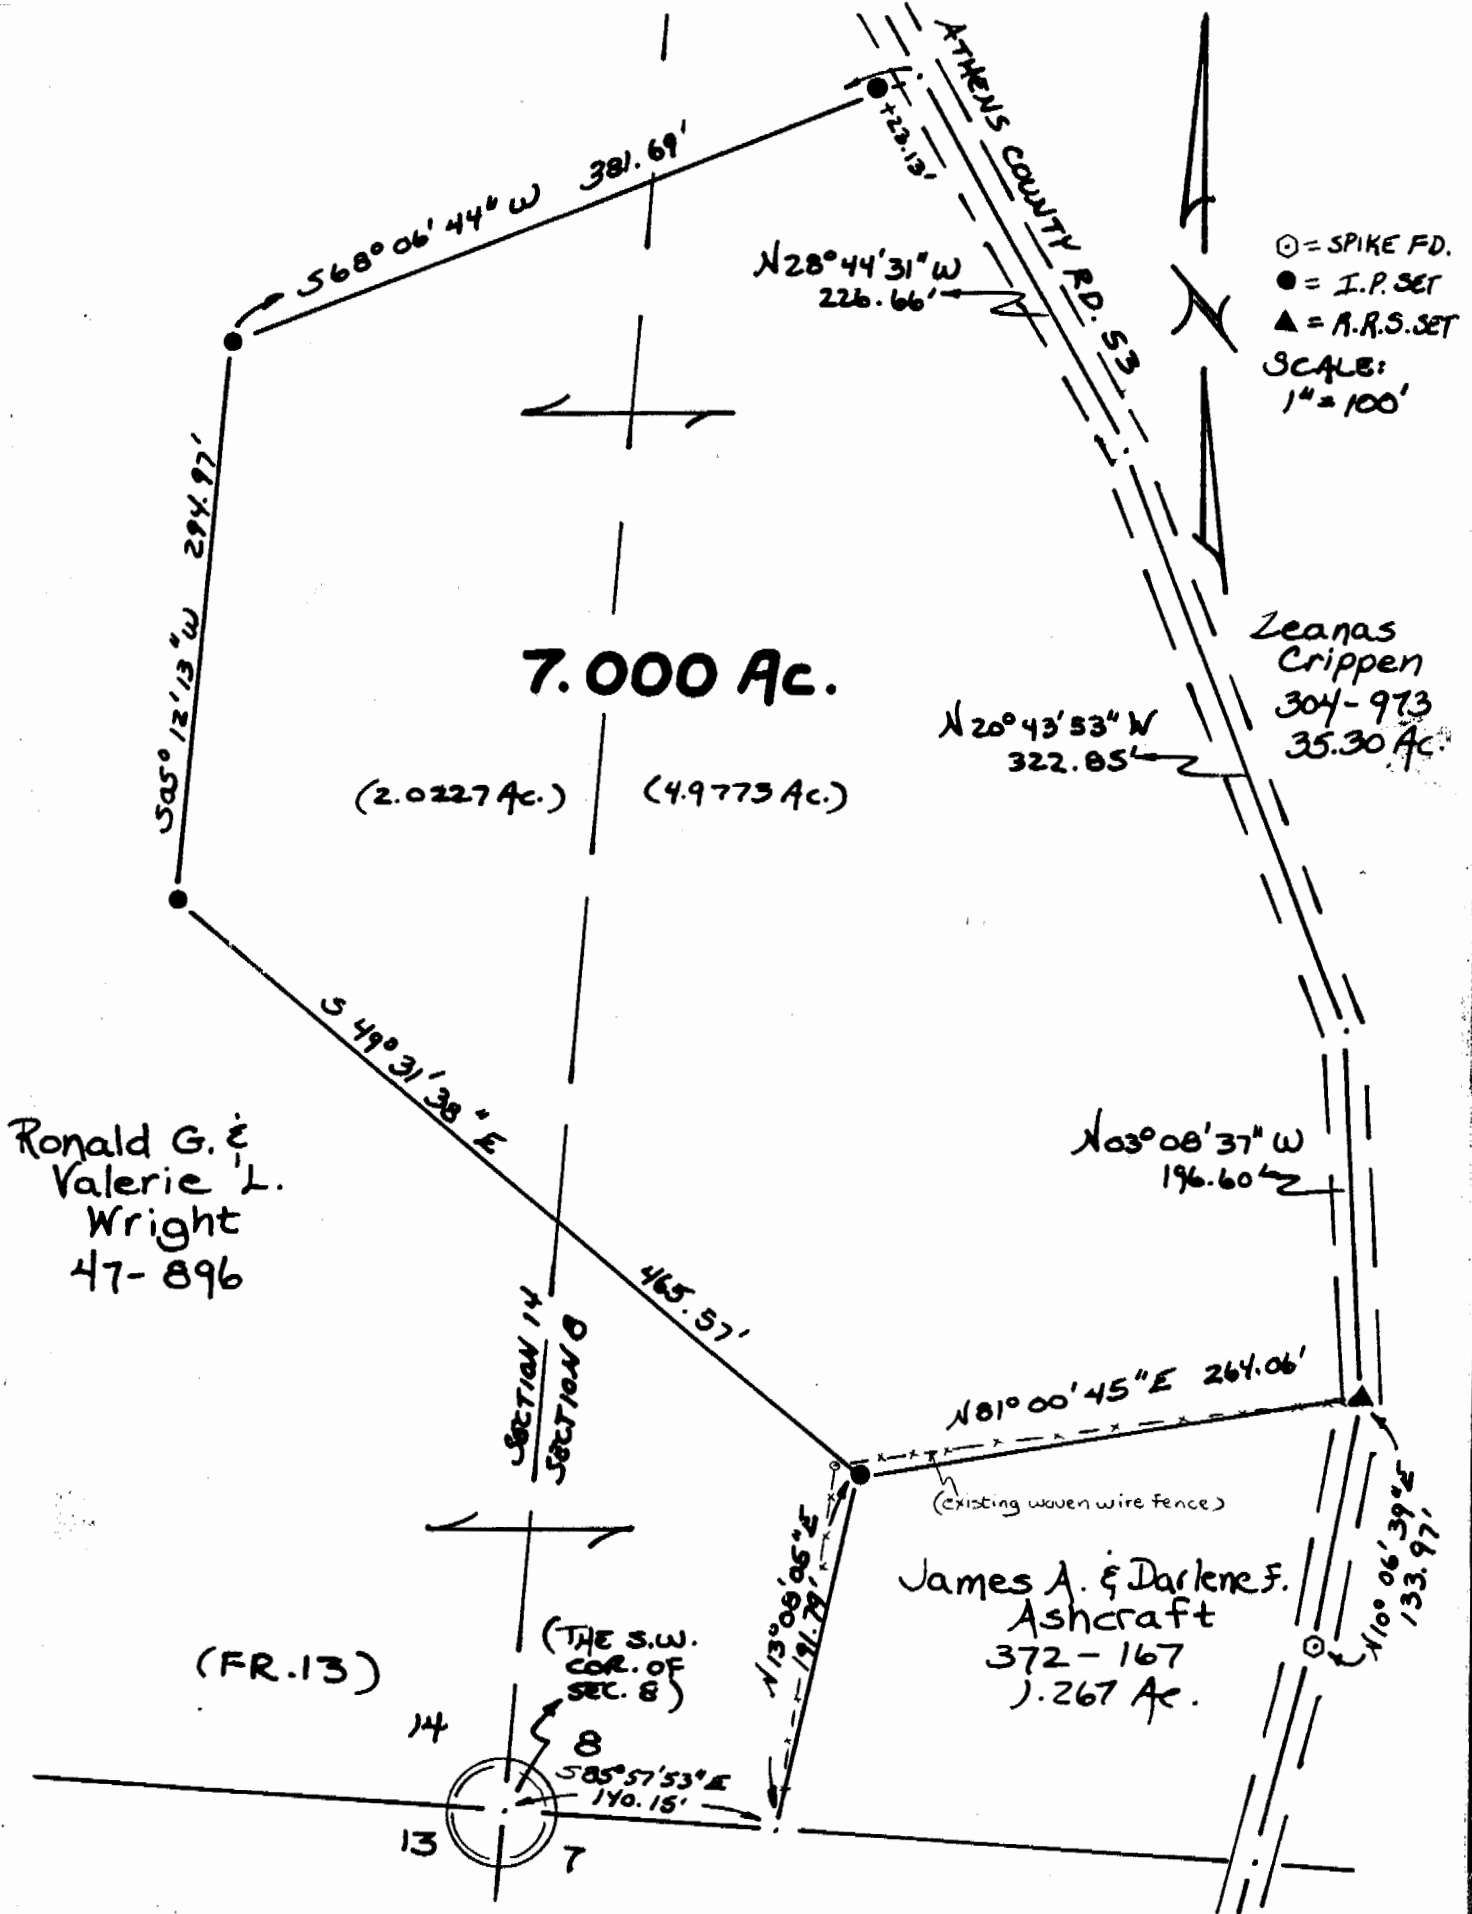 ATHENS COUNTY RD. 53
+23.13'
S68° 06' 44" W 381.69'
N28° 44' 31" W
226.66'
⌬ = SPIKE FD.
● = I.P. SET
▲ = R.R.S. SET
SCALE:
1" = 100'
S05° 12' 13" W 294.97'
7.000 Ac.
(2.0227 Ac.) (4.9773 Ac.)
Zeanas
Crippen
304-973
35.30 Ac.
N20° 43' 53" W
322.85'
S 49° 31' 38" E 465.57'
N03° 08' 37" W
196.60'
Ronald G. &
Valerie L.
Wright
47-896
SECTION 14
SECTION 8
N81° 00' 45" E 264.06'
(existing woven wire fence)
N13° 08' 05" E
191.79'
James A. & Darlene F.
Ashcraft
372-167
1.267 Ac.
N10° 06' 39" E
133.97'
(FR. 13)
(THE S.W.
COR. OF
SEC. 8)
14
8
S85° 57' 53" E
140.15'
13
7